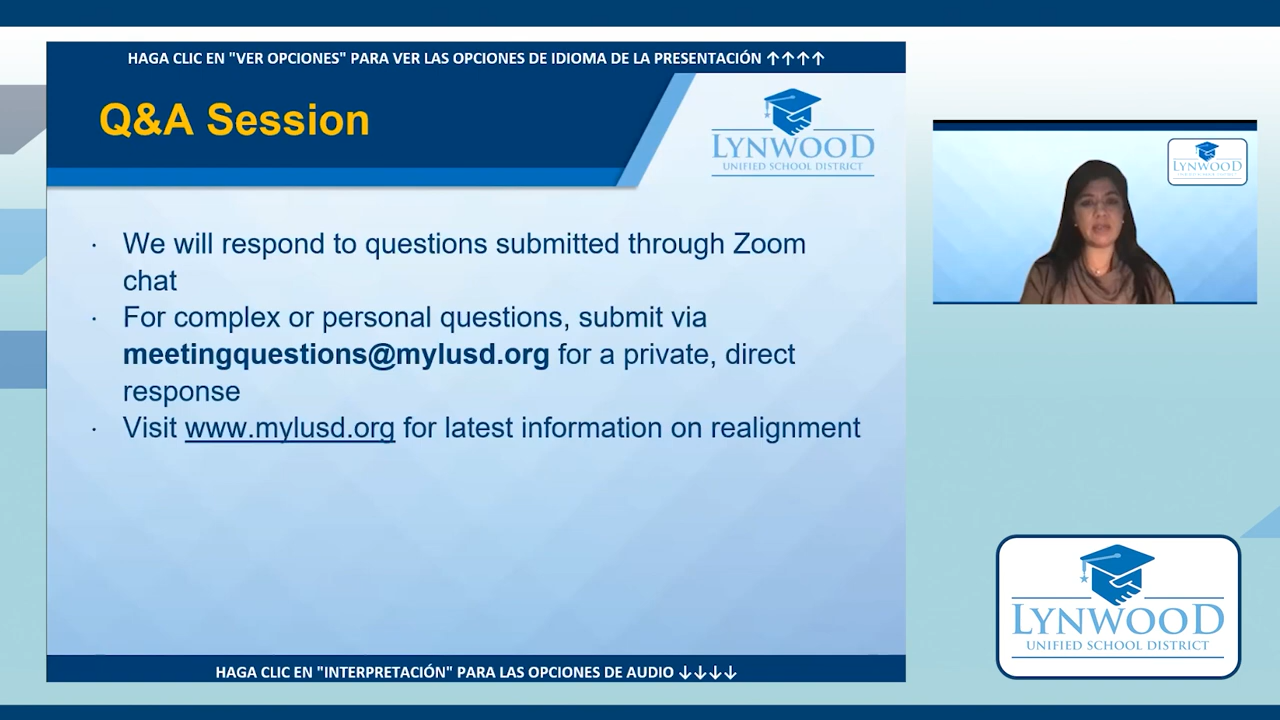 HAGA CLIC EN "VER OPCIONES" PARA VER LAS OPCIONES DE IDIOMA DE LA PRESENTACIÓN ↑↑↑↑
Q&A Session
LYNWOOD
UNIFIED SCHOOL DISTRICT
· We will respond to questions submitted through Zoom
chat
· For complex or personal questions, submit via
meetingquestions@mylusd.org for a private, direct
response
· Visit www.mylusd.org for latest information on realignment
HAGA CLIC EN "INTERPRETACIÓN" PARA LAS OPCIONES DE AUDIO ↓↓↓↓
LYNWOOD
LYNWOOD
UNIFIED SCHOOL DISTRICT